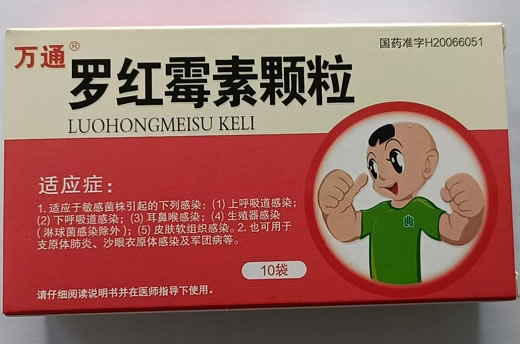 万通®
国药准字H20066051
罗红霉素颗粒
LUOHONGMEISU KELI
适应症：
1. 适应于敏感菌株引起的下列感染：(1) 上呼吸道感染；
(2) 下呼吸道感染；(3) 耳鼻喉感染；(4) 生殖器感染
(淋球菌感染除外)；(5) 皮肤软组织感染。2. 也可用于
支原体肺炎、沙眼衣原体感染及军团病等。
10袋
请仔细阅读说明书并在医师指导下使用。